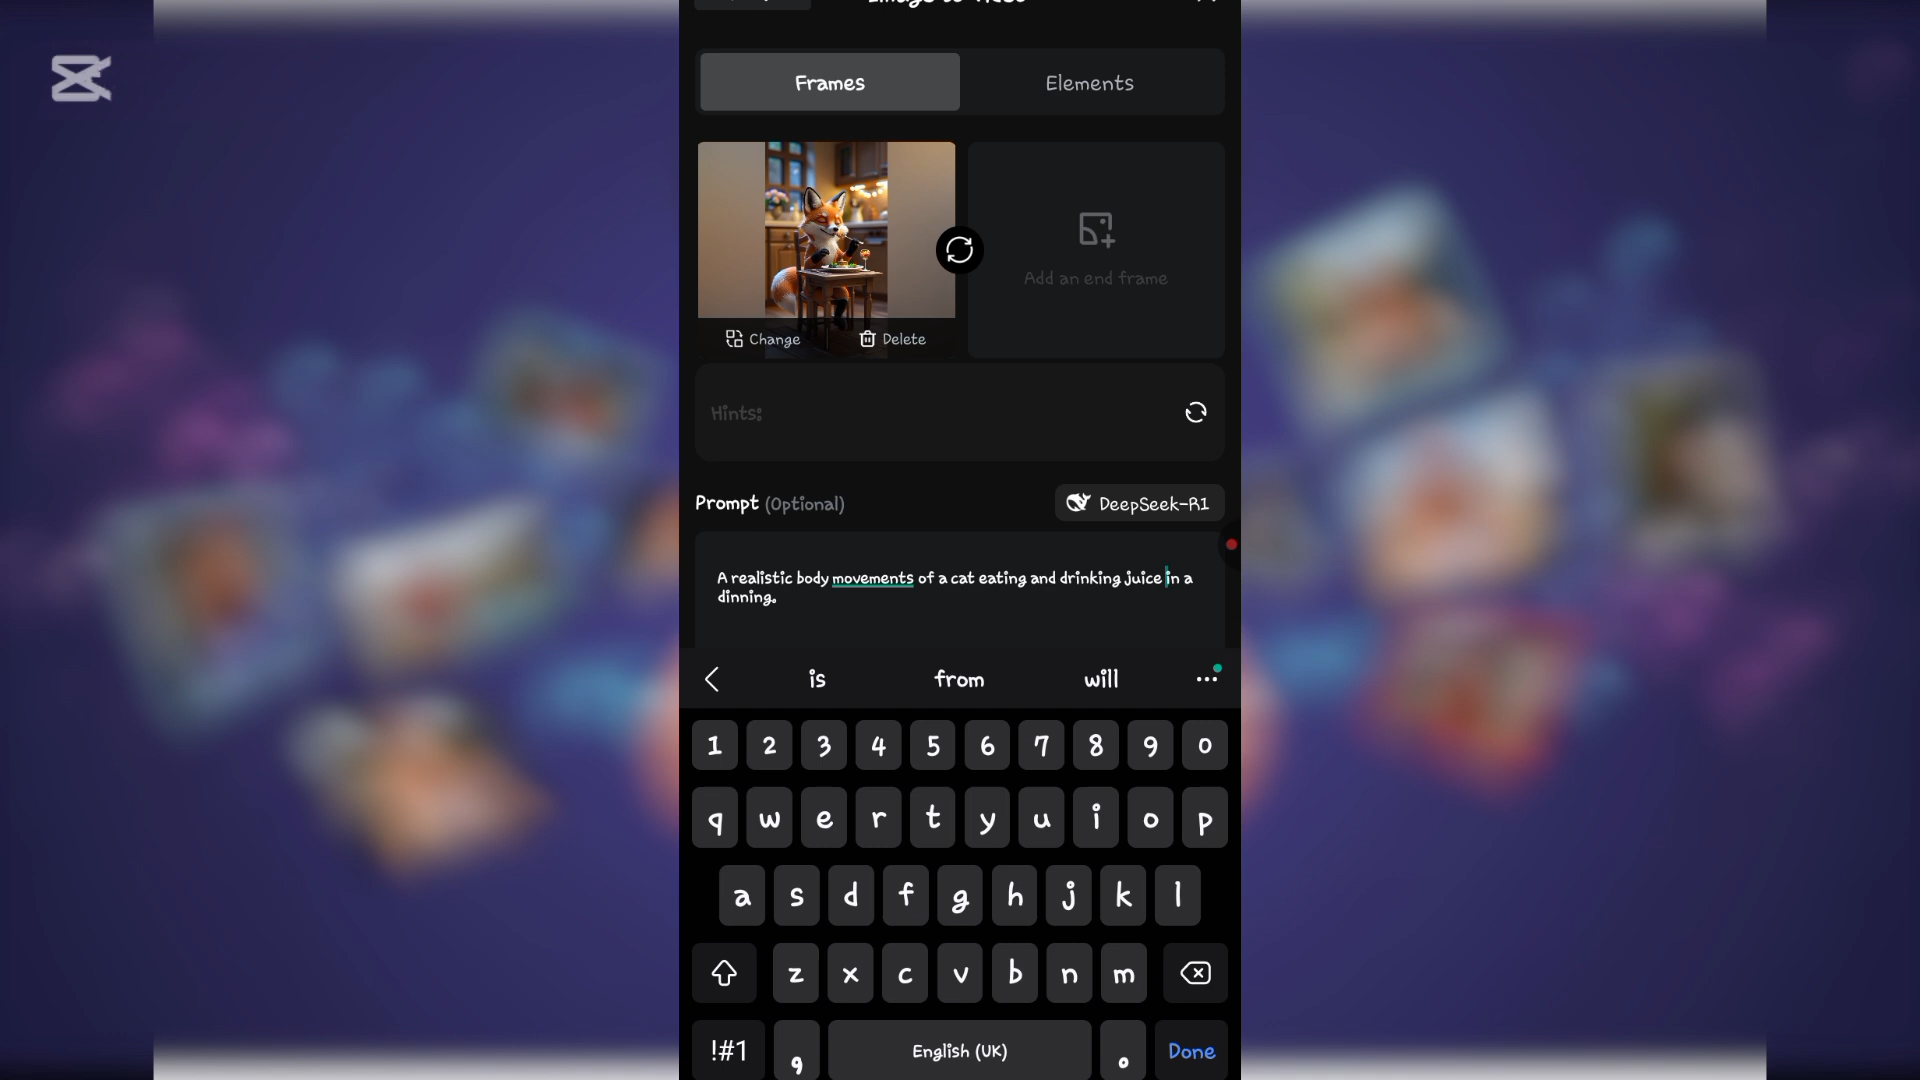 Frames
Elements
Add an end frame
Change
Delete
Hints:
Prompt (Optional)
DeepSeek-R1
A realistic body movements of a cat eating and drinking juice in a
dinning.
is from will
1 2 3 4 5 6 7 8 9 0
q w e r t y u i o p
a s d f g h j k l
z x c v b n m
!#1 , English (UK) . Done